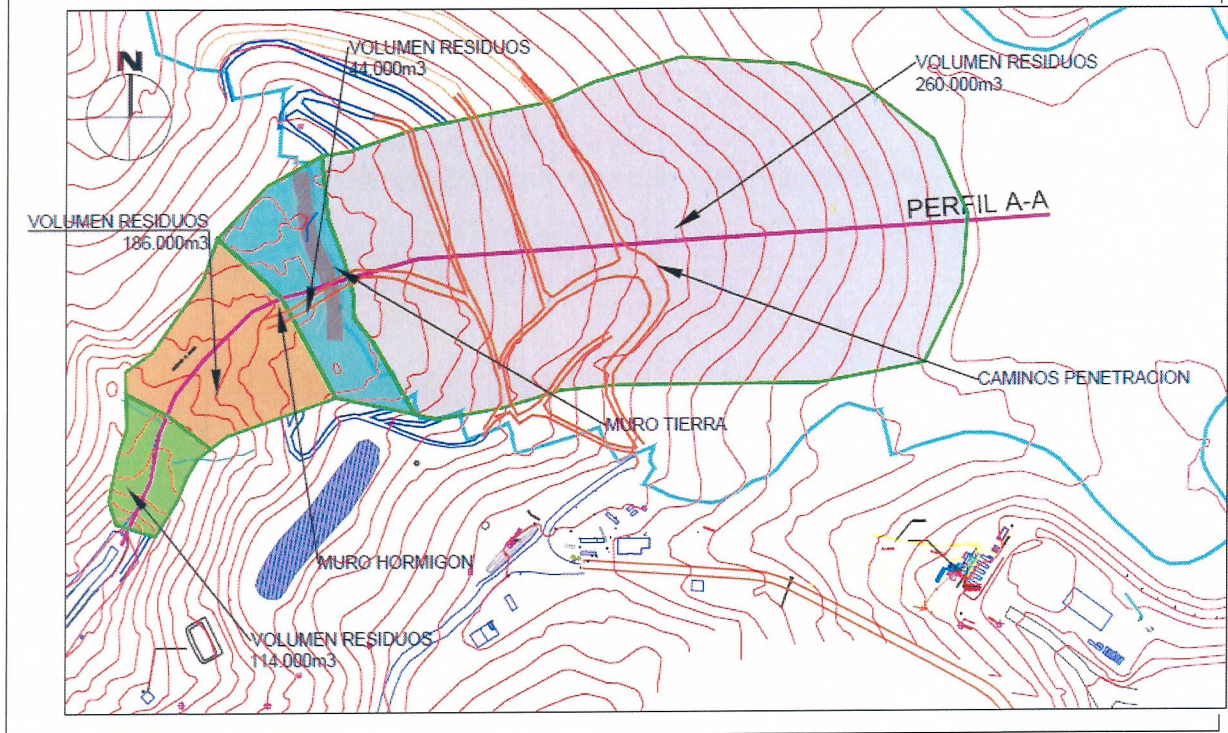 N
VOLUMEN RESIDUOS
44.000m3
VOLUMEN RESIDUOS
260.000m3
VOLUMEN RESIDUOS
186.000m3
PERFIL A-A
CAMINOS PENETRACION
MURO TIERRA
MURO HORMIGON
VOLUMEN RESIDUOS
114.000m3